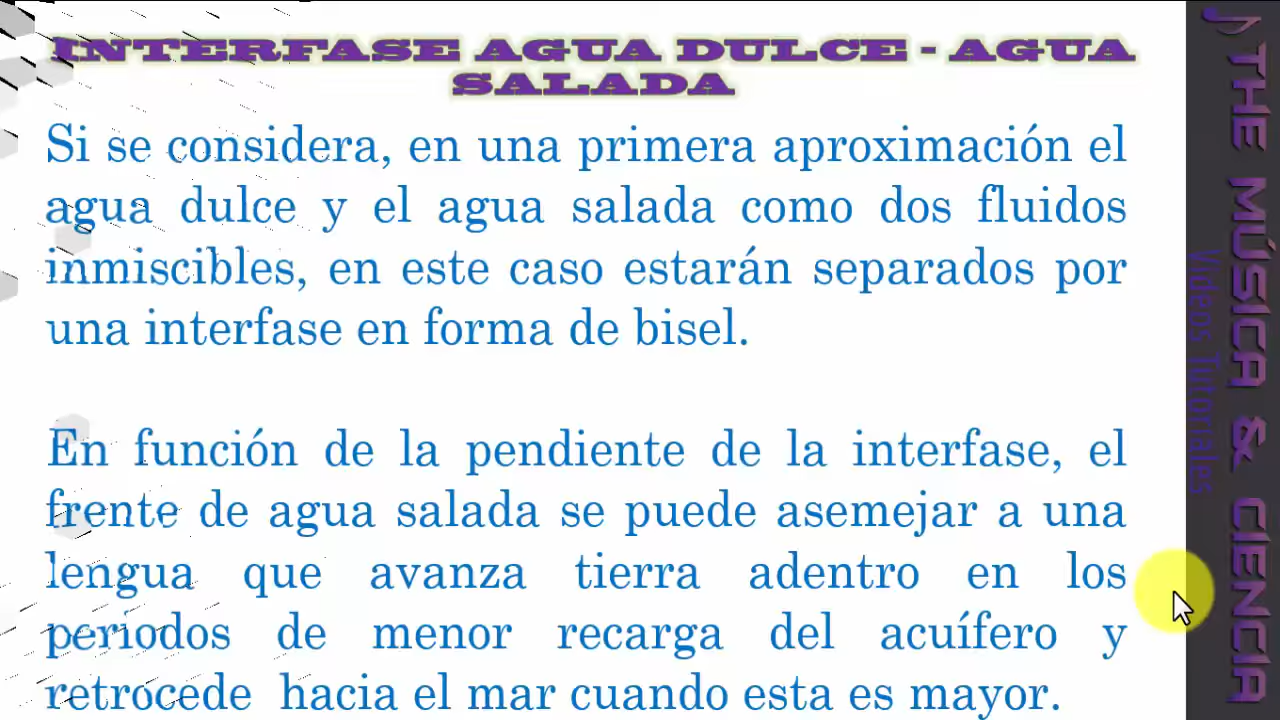 INTERFASE AGUA DULCE - AGUA
SALADA
Si se considera, en una primera aproximación el
agua dulce y el agua salada como dos fluidos
inmiscibles, en este caso estarán separados por
una interfase en forma de bisel.
En función de la pendiente de la interfase, el
frente de agua salada se puede asemejar a una
lengua que avanza tierra adentro en los
períodos de menor recarga del acuífero y
retrocede hacia el mar cuando esta es mayor.
THE MÚSICA & CIENCIA
Videos Tutoriales